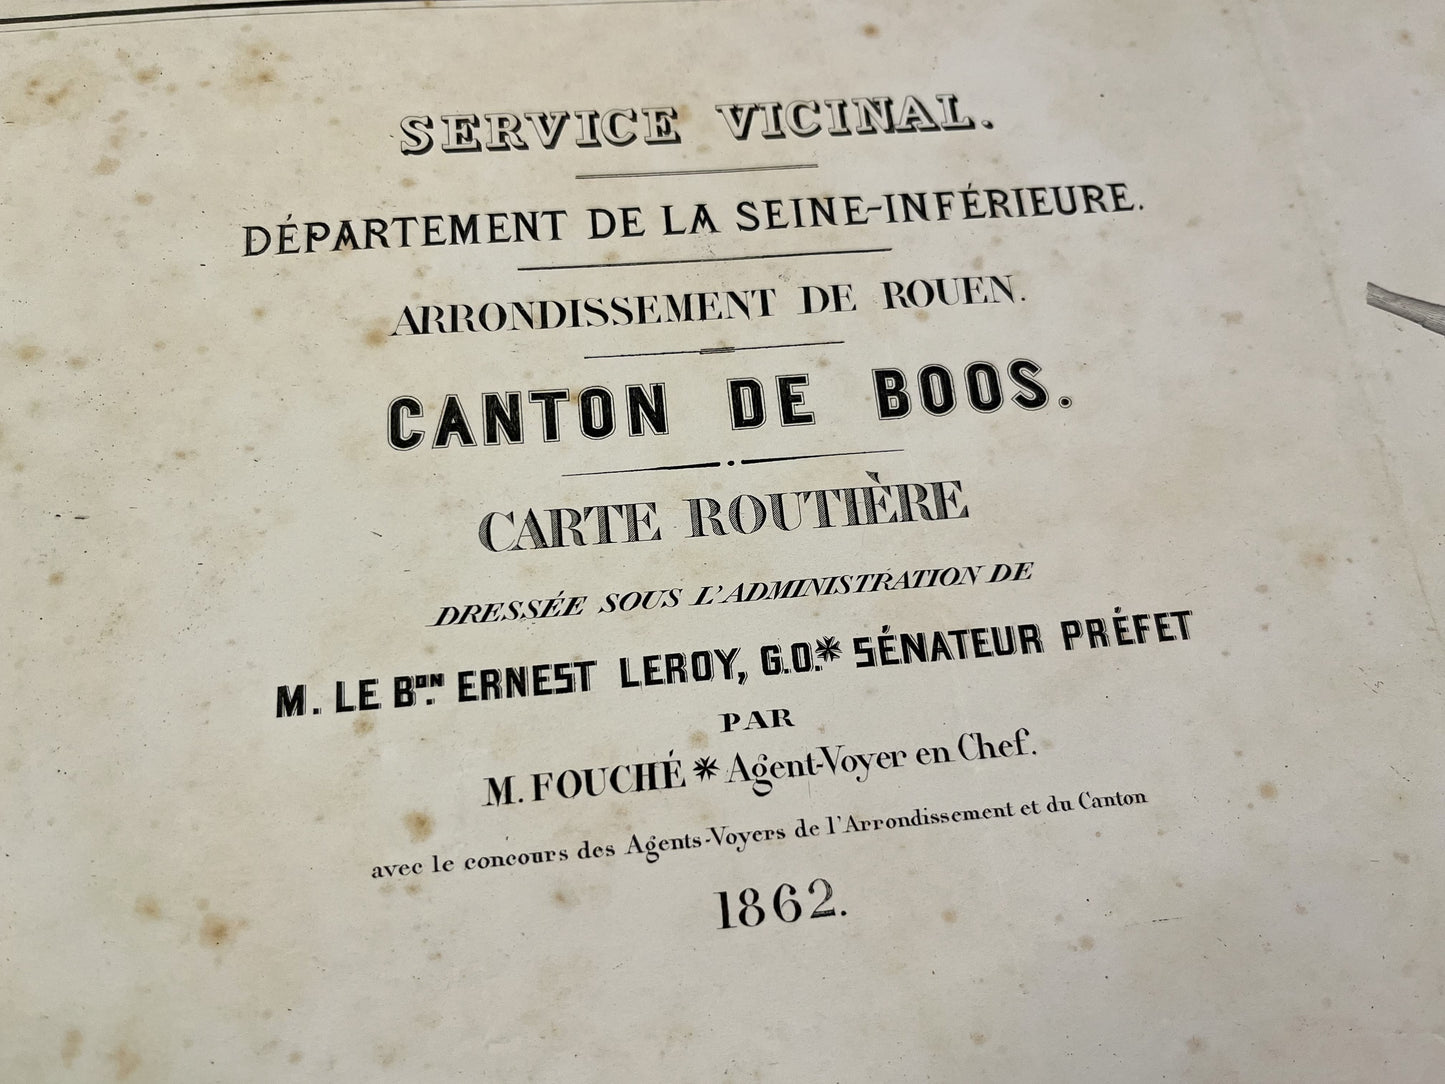 SERVICE VICINAL.
DÉPARTEMENT DE LA SEINE-INFÉRIEURE.
ARRONDISSEMENT DE ROUEN.
CANTON DE BOOS.
CARTE ROUTIÈRE
DRESSÉE SOUS L'ADMINISTRATION DE
M. LE BON. ERNEST LEROY, G.O.* SÉNATEUR PRÉFET
PAR
M. FOUCHÉ * Agent-Voyer en Chef.
avec le concours des Agents-Voyers de l'Arrondissement et du Canton
1862.